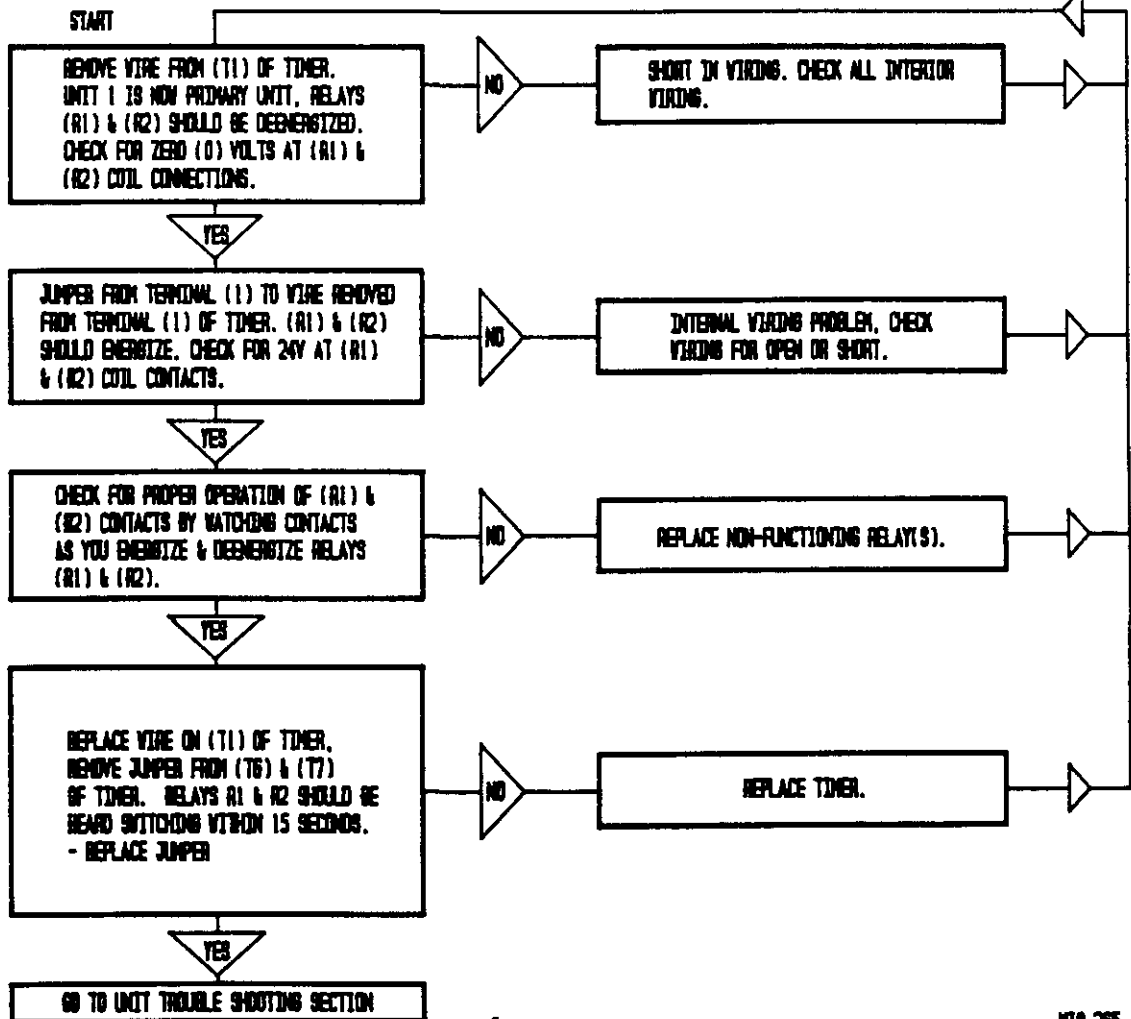 START
REMOVE WIRE FROM (T1) OF TIMER.
UNIT 1 IS NOW PRIMARY UNIT, RELAYS
(R1) & (R2) SHOULD BE DEENERGIZED.
CHECK FOR ZERO (0) VOLTS AT (R1) &
(R2) COIL CONNECTIONS.
NO
SHORT IN WIRING. CHECK ALL INTERIOR
WIRING.
YES
JUMPER FROM TERMINAL (1) TO WIRE REMOVED
FROM TERMINAL (1) OF TIMER. (R1) & (R2)
SHOULD ENERGIZE. CHECK FOR 24V AT (R1)
& (R2) COIL CONTACTS.
NO
INTERNAL WIRING PROBLEM, CHECK
WIRING FOR OPEN OR SHORT.
YES
CHECK FOR PROPER OPERATION OF (R1) &
(R2) CONTACTS BY WATCHING CONTACTS
AS YOU ENERGIZE & DEENERGIZE RELAYS
(R1) & (R2).
NO
REPLACE NON-FUNCTIONING RELAY(S).
YES
REPLACE WIRE ON (T1) OF TIMER,
REMOVE JUMPER FROM (T6) & (T7)
OF TIMER. RELAYS R1 & R2 SHOULD BE
HEARD SWITCHING WITHIN 15 SECONDS.
- REPLACE JUMPER
NO
REPLACE TIMER.
YES
GO TO UNIT TROUBLE SHOOTING SECTION